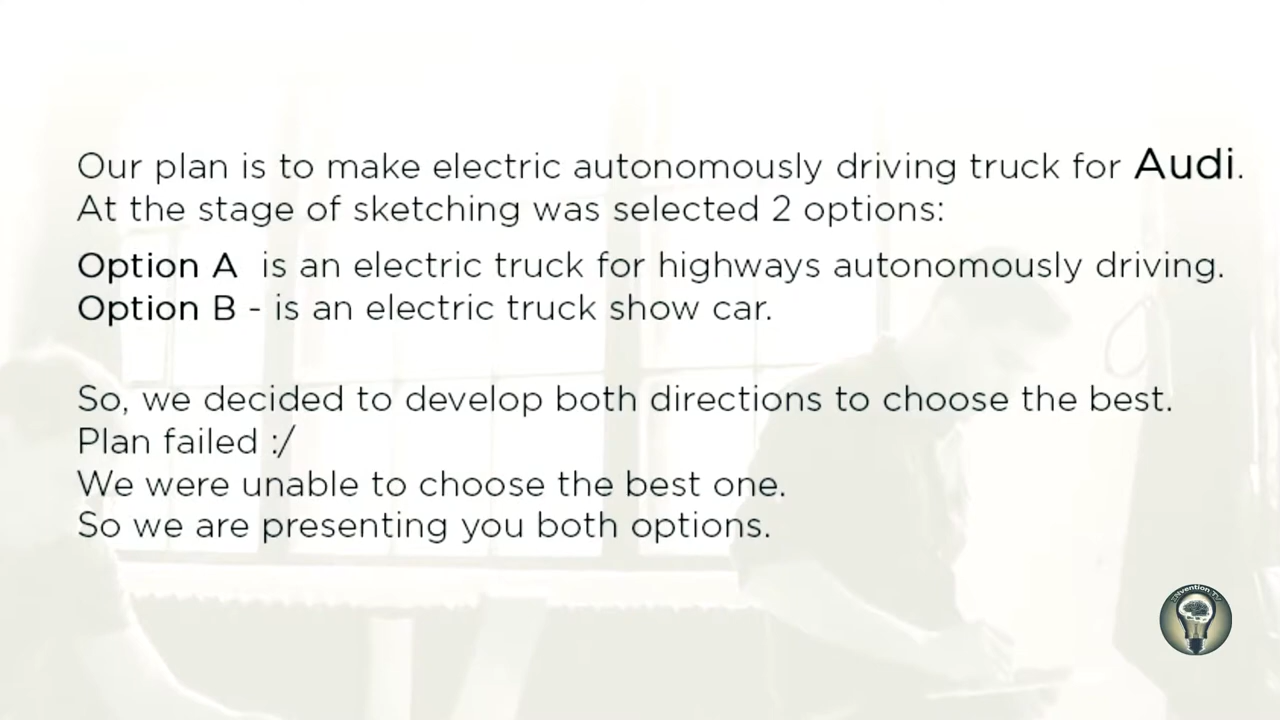 Our plan is to make electric autonomously driving truck for Audi.
At the stage of sketching was selected 2 options:
Option A is an electric truck for highways autonomously driving.
Option B - is an electric truck show car.
So, we decided to develop both directions to choose the best.
Plan failed :/
We were unable to choose the best one.
So we are presenting you both options.
INvention TV